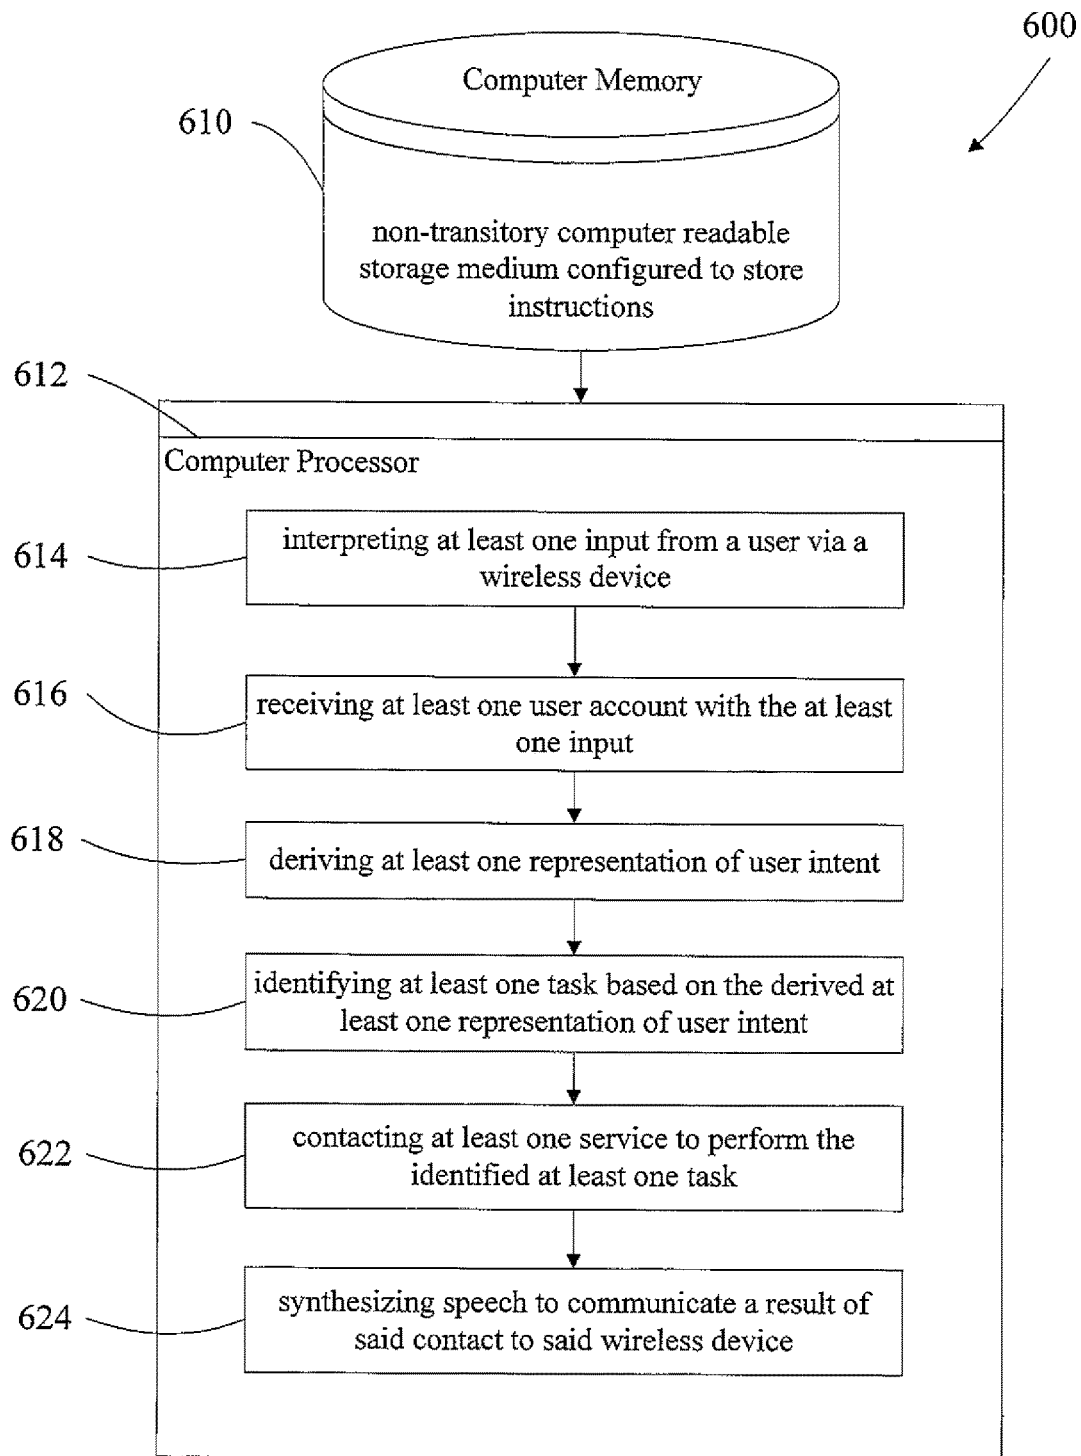 600
Computer Memory
610
non-transitory computer readable
storage medium configured to store
instructions
612
Computer Processor
614
interpreting at least one input from a user via a
wireless device
616
receiving at least one user account with the at least
one input
618
deriving at least one representation of user intent
620
identifying at least one task based on the derived at
least one representation of user intent
622
contacting at least one service to perform the
identified at least one task
624
synthesizing speech to communicate a result of
said contact to said wireless device